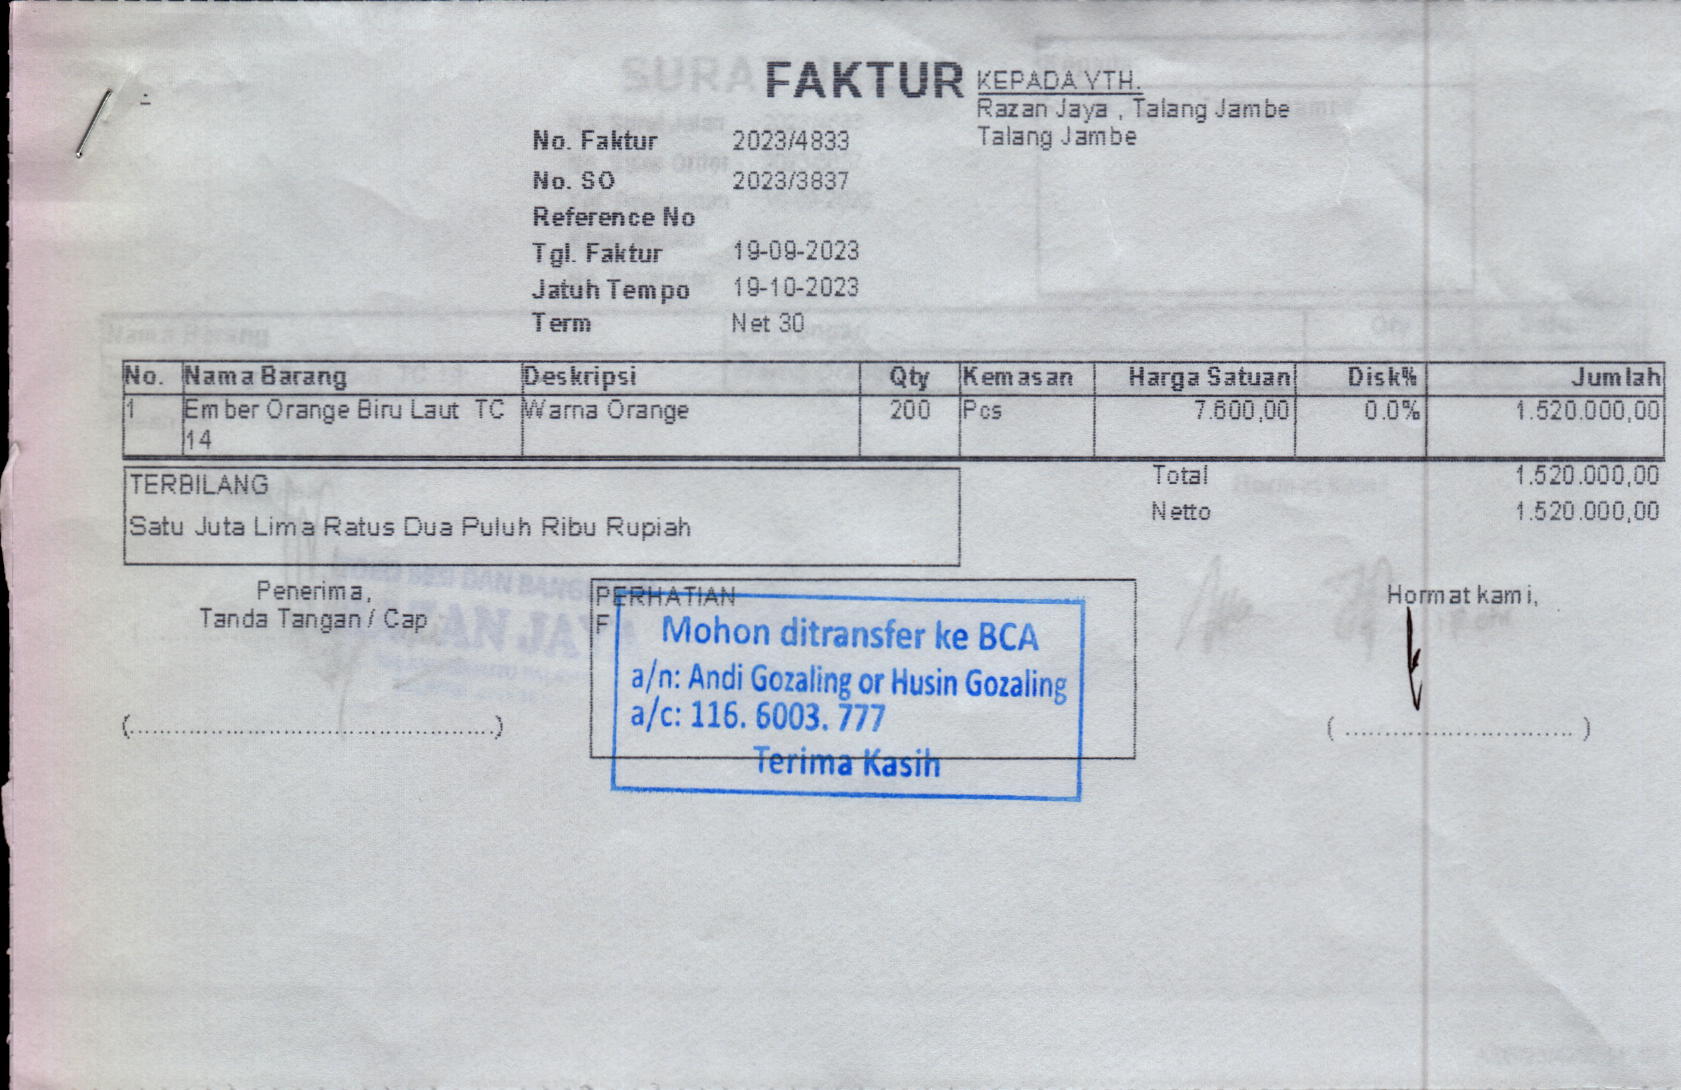 FAKTUR
KEPADA YTH.
Razan Jaya , Talang Jambe
Talang Jambe
No. Faktur 2023/4833
No. SO 2023/3837
Reference No
Tgl. Faktur 19-09-2023
Jatuh Tempo 19-10-2023
Term Net 30
No. Nama Barang Deskripsi Qty Kemasan Harga Satuan Disk% Jumlah
1 Ember Orange Biru Laut TC Warna Orange 200 Pcs 7.600,00 0.0% 1.520.000,00
14
Total 1.520.000,00
Netto 1.520.000,00
TERBILANG
Satu Juta Lima Ratus Dua Puluh Ribu Rupiah
Penerima,
Tanda Tangan / Cap
(..............................................)
PERHATIAN
F
Mohon ditransfer ke BCA
a/n: Andi Gozaling or Husin Gozaling
a/c: 116. 6003. 777
Terima Kasih
Hormat kami,
( ............................. )